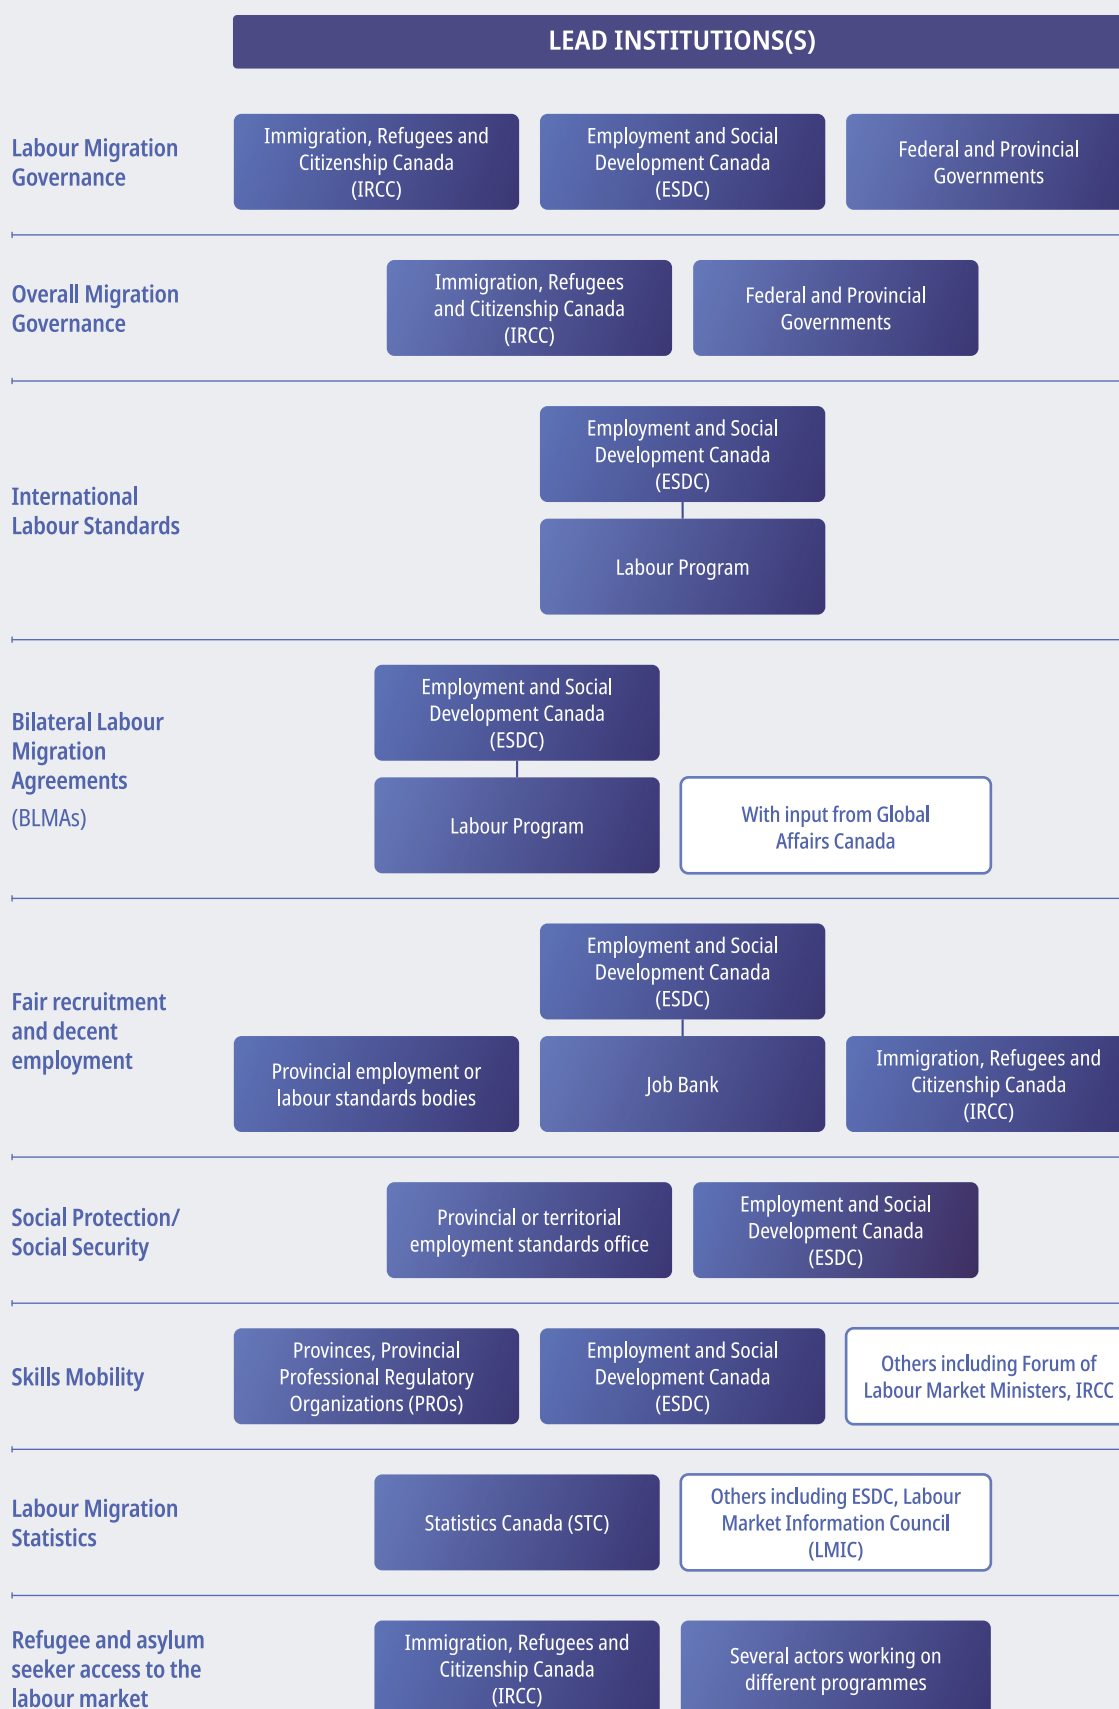 LEAD INSTITUTIONS(S)
Labour Migration
Governance
Immigration, Refugees and
Citizenship Canada
(IRCC)
Employment and Social
Development Canada
(ESDC)
Federal and Provincial
Governments
Overall Migration
Governance
Immigration, Refugees
and Citizenship Canada
(IRCC)
Federal and Provincial
Governments
International
Labour Standards
Employment and Social
Development Canada
(ESDC)
Labour Program
Bilateral Labour
Migration
Agreements
(BLMAs)
Employment and Social
Development Canada
(ESDC)
Labour Program
With input from Global
Affairs Canada
Fair recruitment
and decent
employment
Employment and Social
Development Canada
(ESDC)
Provincial employment or
labour standards bodies
Job Bank
Immigration, Refugees and
Citizenship Canada
(IRCC)
Social Protection/
Social Security
Provincial or territorial
employment standards office
Employment and Social
Development Canada
(ESDC)
Skills Mobility
Provinces, Provincial
Professional Regulatory
Organizations (PROs)
Employment and Social
Development Canada
(ESDC)
Others including Forum of
Labour Market Ministers, IRCC
Labour Migration
Statistics
Statistics Canada (STC)
Others including ESDC, Labour
Market Information Council
(LMIC)
Refugee and asylum
seeker access to the
labour market
Immigration, Refugees and
Citizenship Canada
(IRCC)
Several actors working on
different programmes